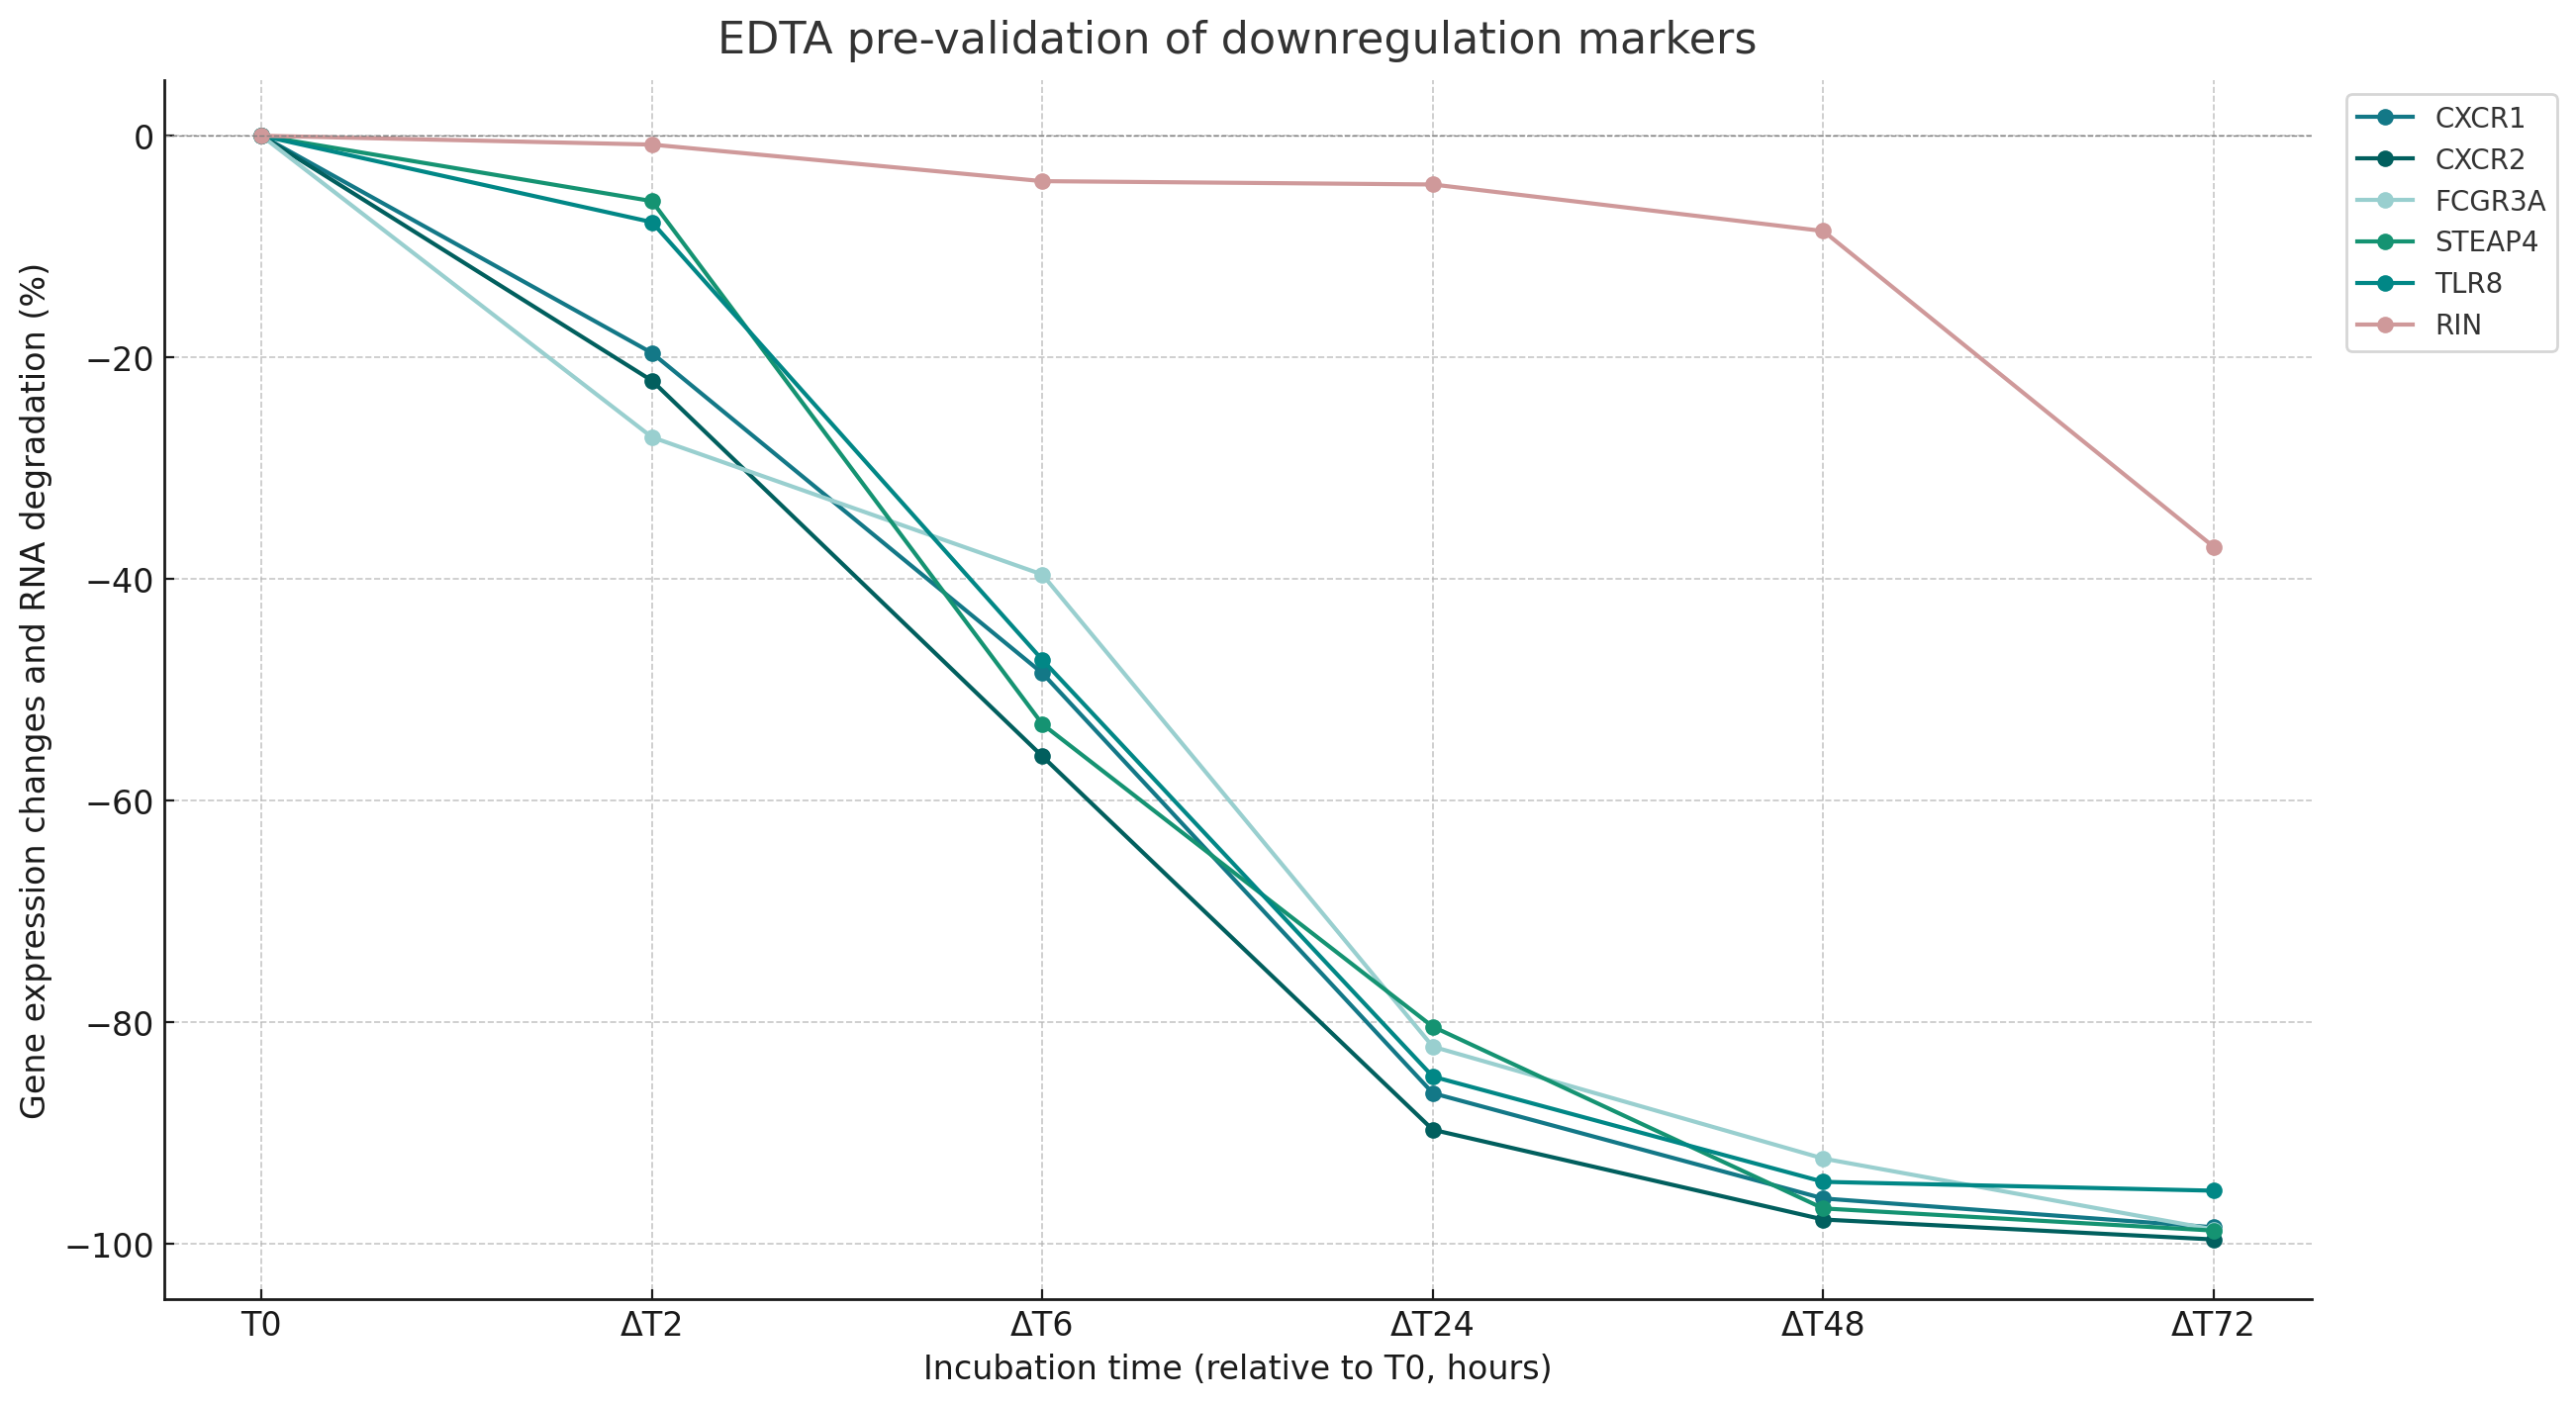 EDTA pre-validation of downregulation markers
Gene expression changes and RNA degradation (%)
0
−20
−40
−60
−80
−100
T0 ΔT2 ΔT6 ΔT24 ΔT48 ΔT72
Incubation time (relative to T0, hours)
CXCR1
CXCR2
FCGR3A
STEAP4
TLR8
RIN